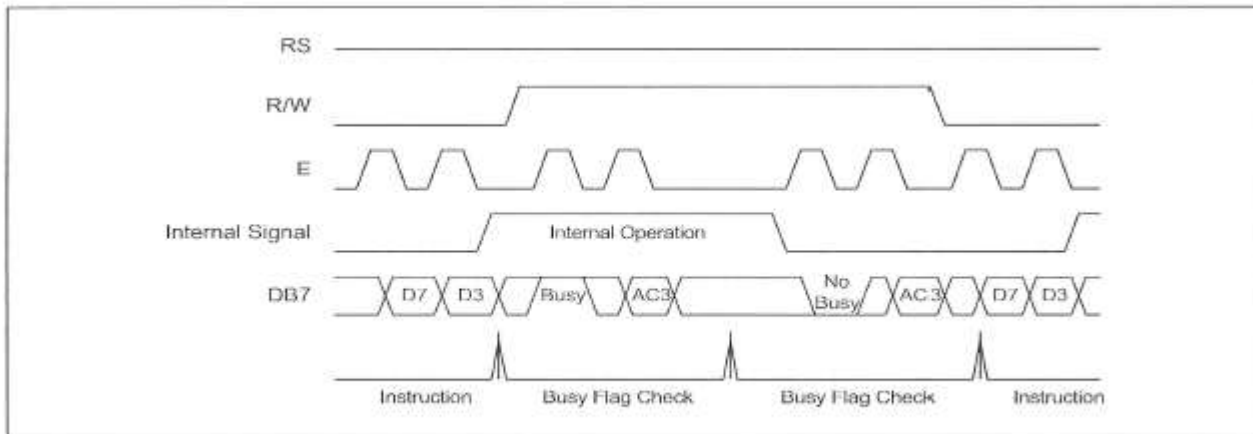 RS
R/W
E
Internal Signal
Internal Operation
DB7
D7
D3
Busy
AC3
No
Busy
AC3
D7
D3
Instruction
Busy Flag Check
Busy Flag Check
Instruction